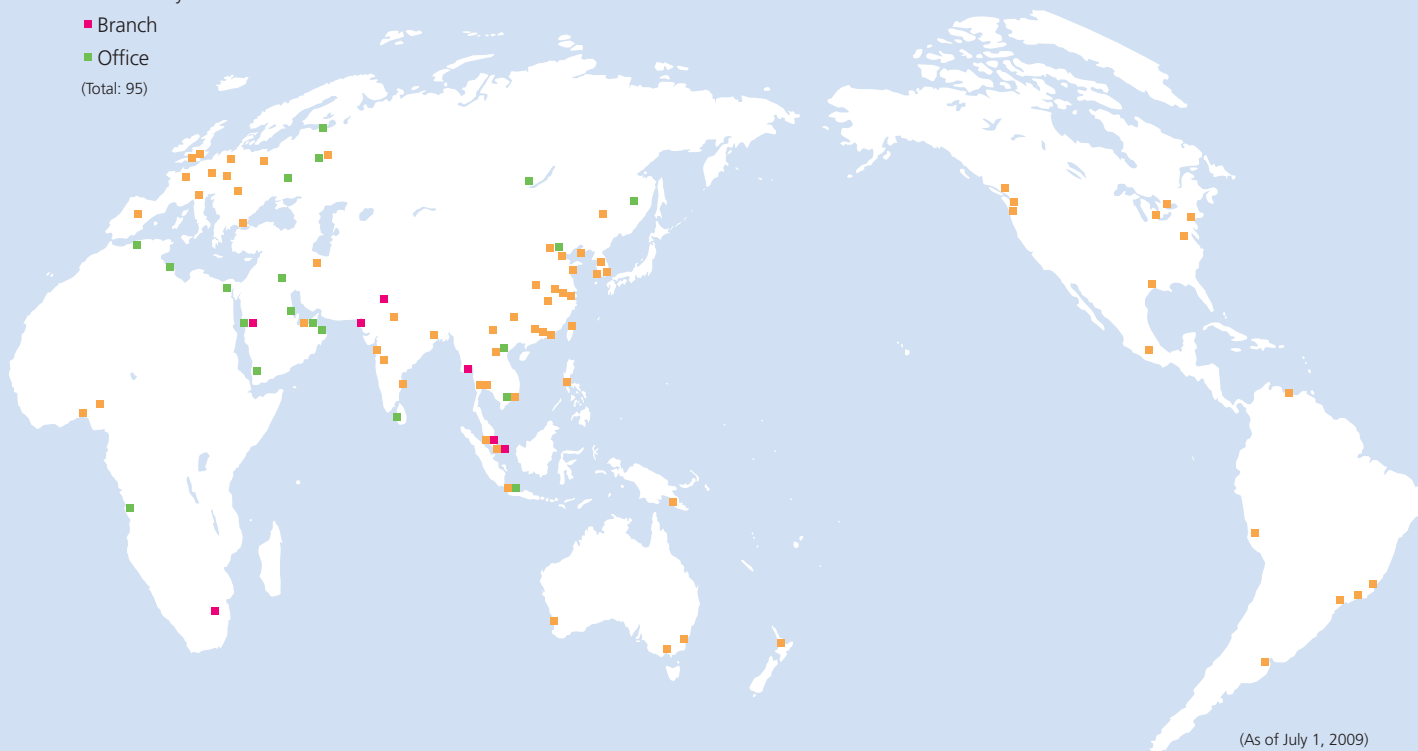 Branch
Office
(Total: 95)
(As of July 1, 2009)